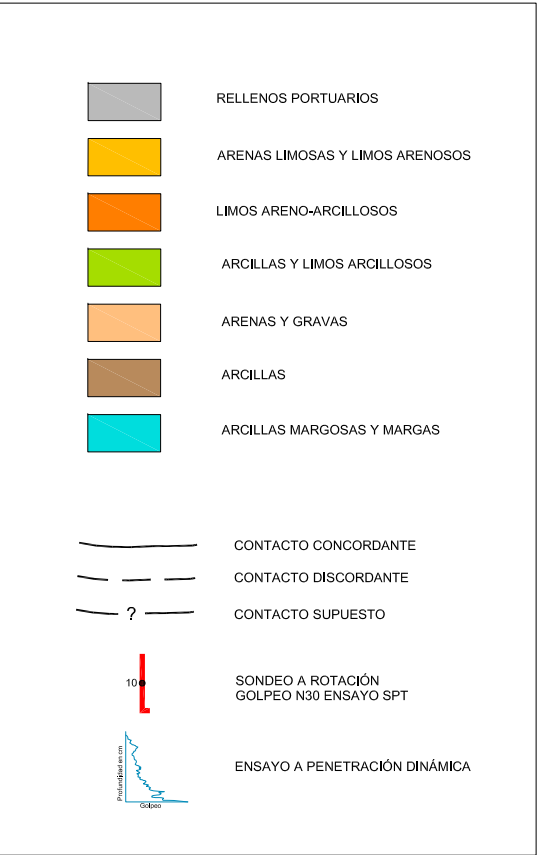 RELLENOS PORTUARIOS
ARENAS LIMOSAS Y LIMOS ARENOSOS
LIMOS ARENO-ARCILLOSOS
ARCILLAS Y LIMOS ARCILLOSOS
ARENAS Y GRAVAS
ARCILLAS
ARCILLAS MARGOSAS Y MARGAS
CONTACTO CONCORDANTE
CONTACTO DISCORDANTE
?
CONTACTO SUPUESTO
10
SONDEO A ROTACIÓN
GOLPEO N30 ENSAYO SPT
Profundidad en cm
Golpeo
ENSAYO A PENETRACIÓN DINÁMICA